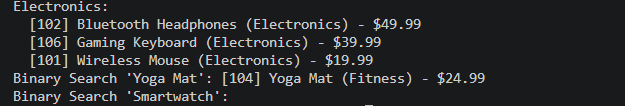 Electronics:
  [102] Bluetooth Headphones (Electronics) - $49.99
  [106] Gaming Keyboard (Electronics) - $39.99
  [101] Wireless Mouse (Electronics) - $19.99
Binary Search 'Yoga Mat': [104] Yoga Mat (Fitness) - $24.99
Binary Search 'Smartwatch':